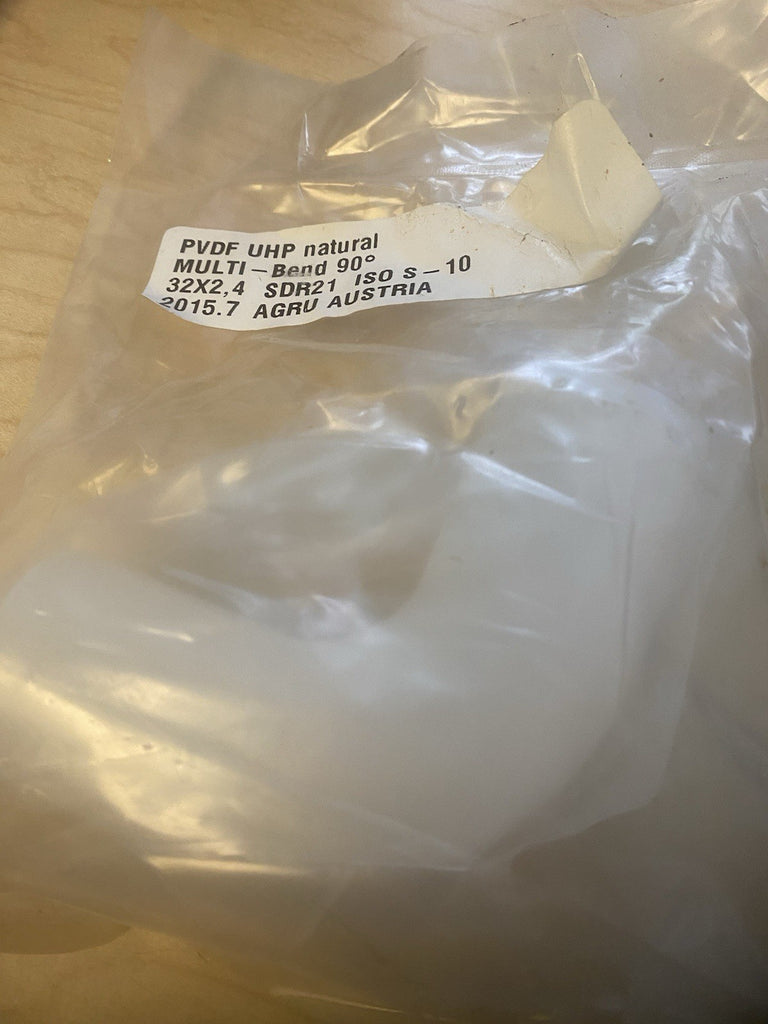 PVDF UHP natural
MULTI-Bend 90°
32X2,4 SDR21 ISO S-10
2015.7 AGRU AUSTRIA